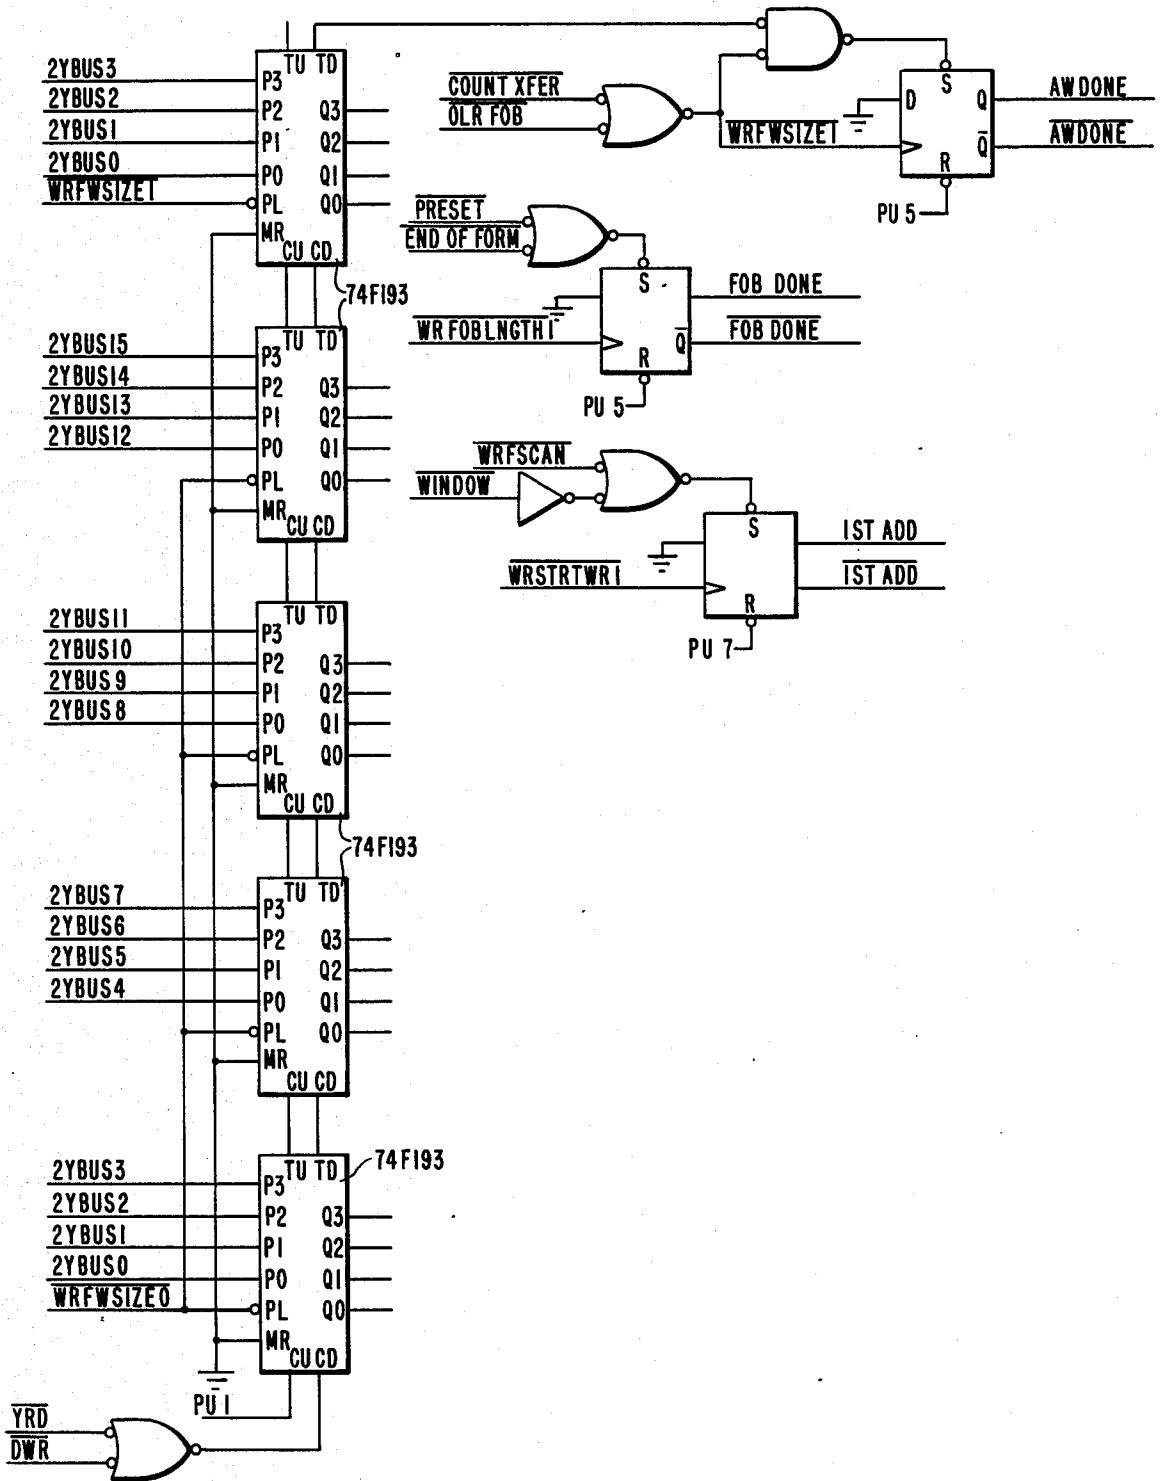 TU TD
2YBUS3
P3
2YBUS2
P2 Q3
2YBUS1
P1 Q2
2YBUS0
P0 Q1
WRFWSIZE1
PL Q0
MR
CU CD
74F193
COUNT XFER
OLR FOB
WRFWSIZE1
S
D Q
AWDONE
R Q
AWDONE
PU 5
PRESET
END OF FORM
S
FOB DONE
WRFOBLNGTH1
Q
FOB DONE
R
PU 5
TU TD
2YBUS15
P3
2YBUS14
P2 Q3
2YBUS13
P1 Q2
2YBUS12
P0 Q1
PL Q0
MR
CU CD
WRFSCAN
WINDOW
S
1ST ADD
WRSTRTWR1
1ST ADD
R
PU 7
TU TD
2YBUS11
P3
2YBUS10
P2 Q3
2YBUS9
P1 Q2
2YBUS8
P0 Q1
PL Q0
MR
CU CD
74F193
TU TD
2YBUS7
P3
2YBUS6
P2 Q3
2YBUS5
P1 Q2
2YBUS4
P0 Q1
PL Q0
MR
CU CD
74F193
TU TD
2YBUS3
P3
2YBUS2
P2 Q3
2YBUS1
P1 Q2
2YBUS0
P0 Q1
WRFWSIZE0
PL Q0
MR
CU CD
PU 1
YRD
DWR